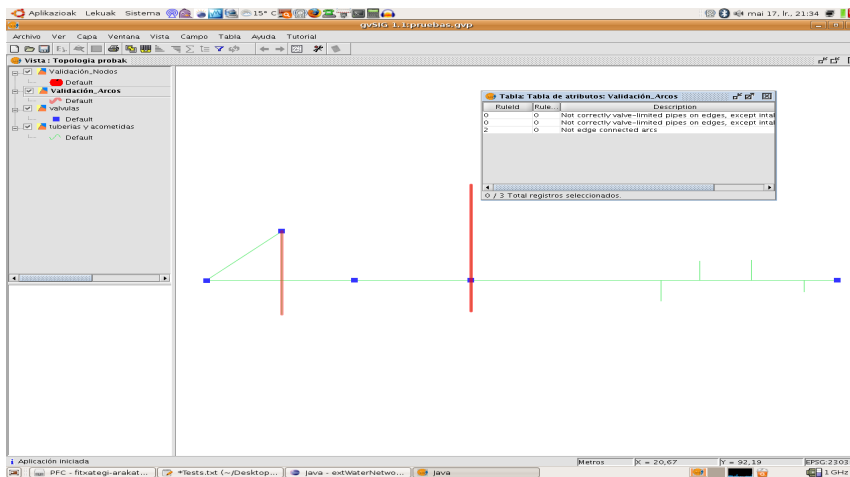 Aplikazioak Lekuak Sistema 15° C mai 17, lr., 21:34
gvSIG 1.1:pruebas.gvp
Archivo Ver Capa Ventana Vista Campo Tabla Ayuda Tutorial
Vista : Topología probak
Validación_Nodos
Default
Validación_Arcos
Default
valvulas
Default
tuberias y acometidas
Default
Tabla: Tabla de atributos: Validación_Arcos
RuleId Rule... Description
0 0 Not correctly valve-limited pipes on edges, except intal
0 0 Not correctly valve-limited pipes on edges, except intal
2 0 Not edge connected arcs
0 / 3 Total registros seleccionados.
Aplicación iniciada
Metros X = 20,67 Y = 92,19 EPSG:2303
PFC - fitxategi-arakat... *Tests.txt (~/Desktop... Java - extWaterNetwo... Java 1 GHz